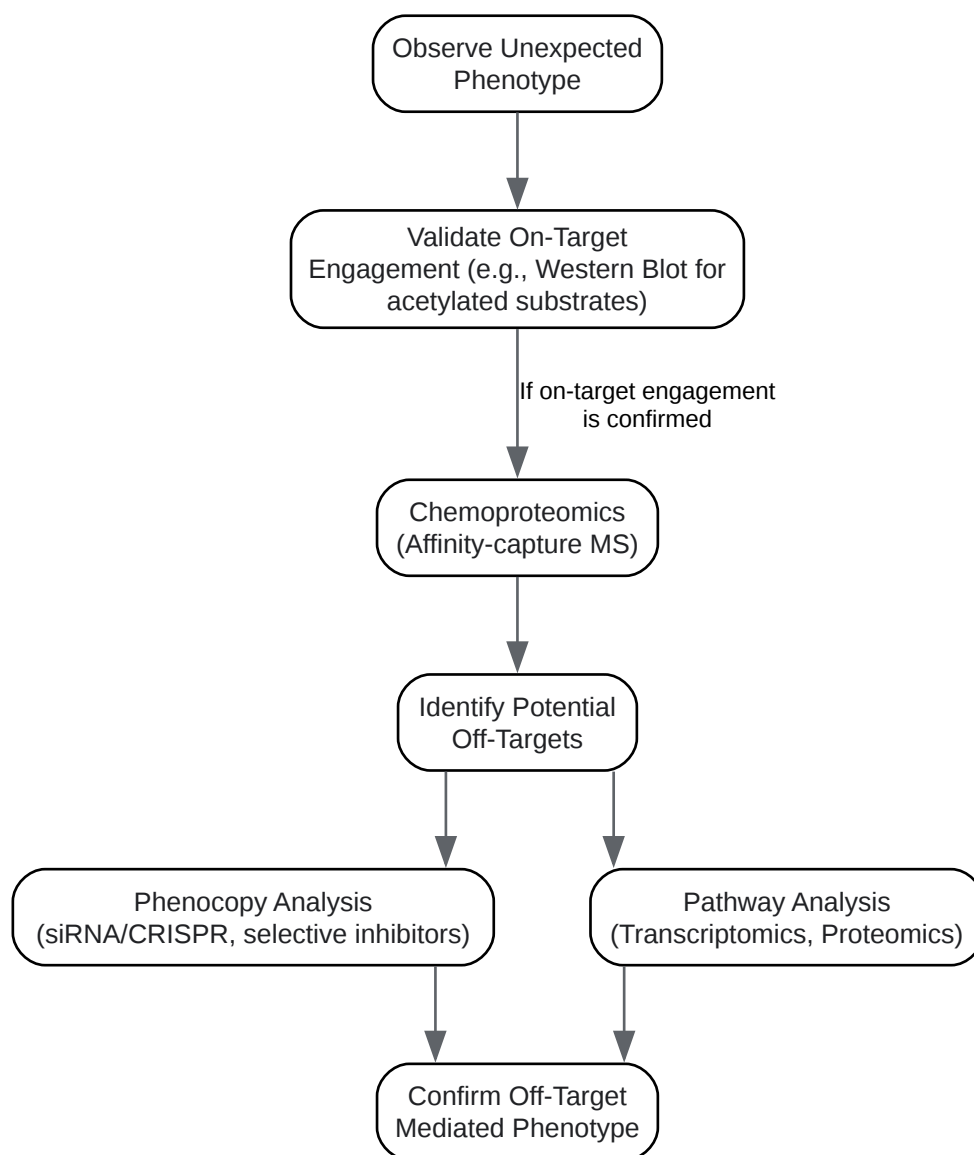 Observe Unexpected
Phenotype
Validate On-Target
Engagement (e.g., Western Blot for
acetylated substrates)
If on-target engagement
is confirmed
Chemoproteomics
(Affinity-capture MS)
Identify Potential
Off-Targets
Phenocopy Analysis
(siRNA/CRISPR, selective inhibitors)
Pathway Analysis
(Transcriptomics, Proteomics)
Confirm Off-Target
Mediated Phenotype